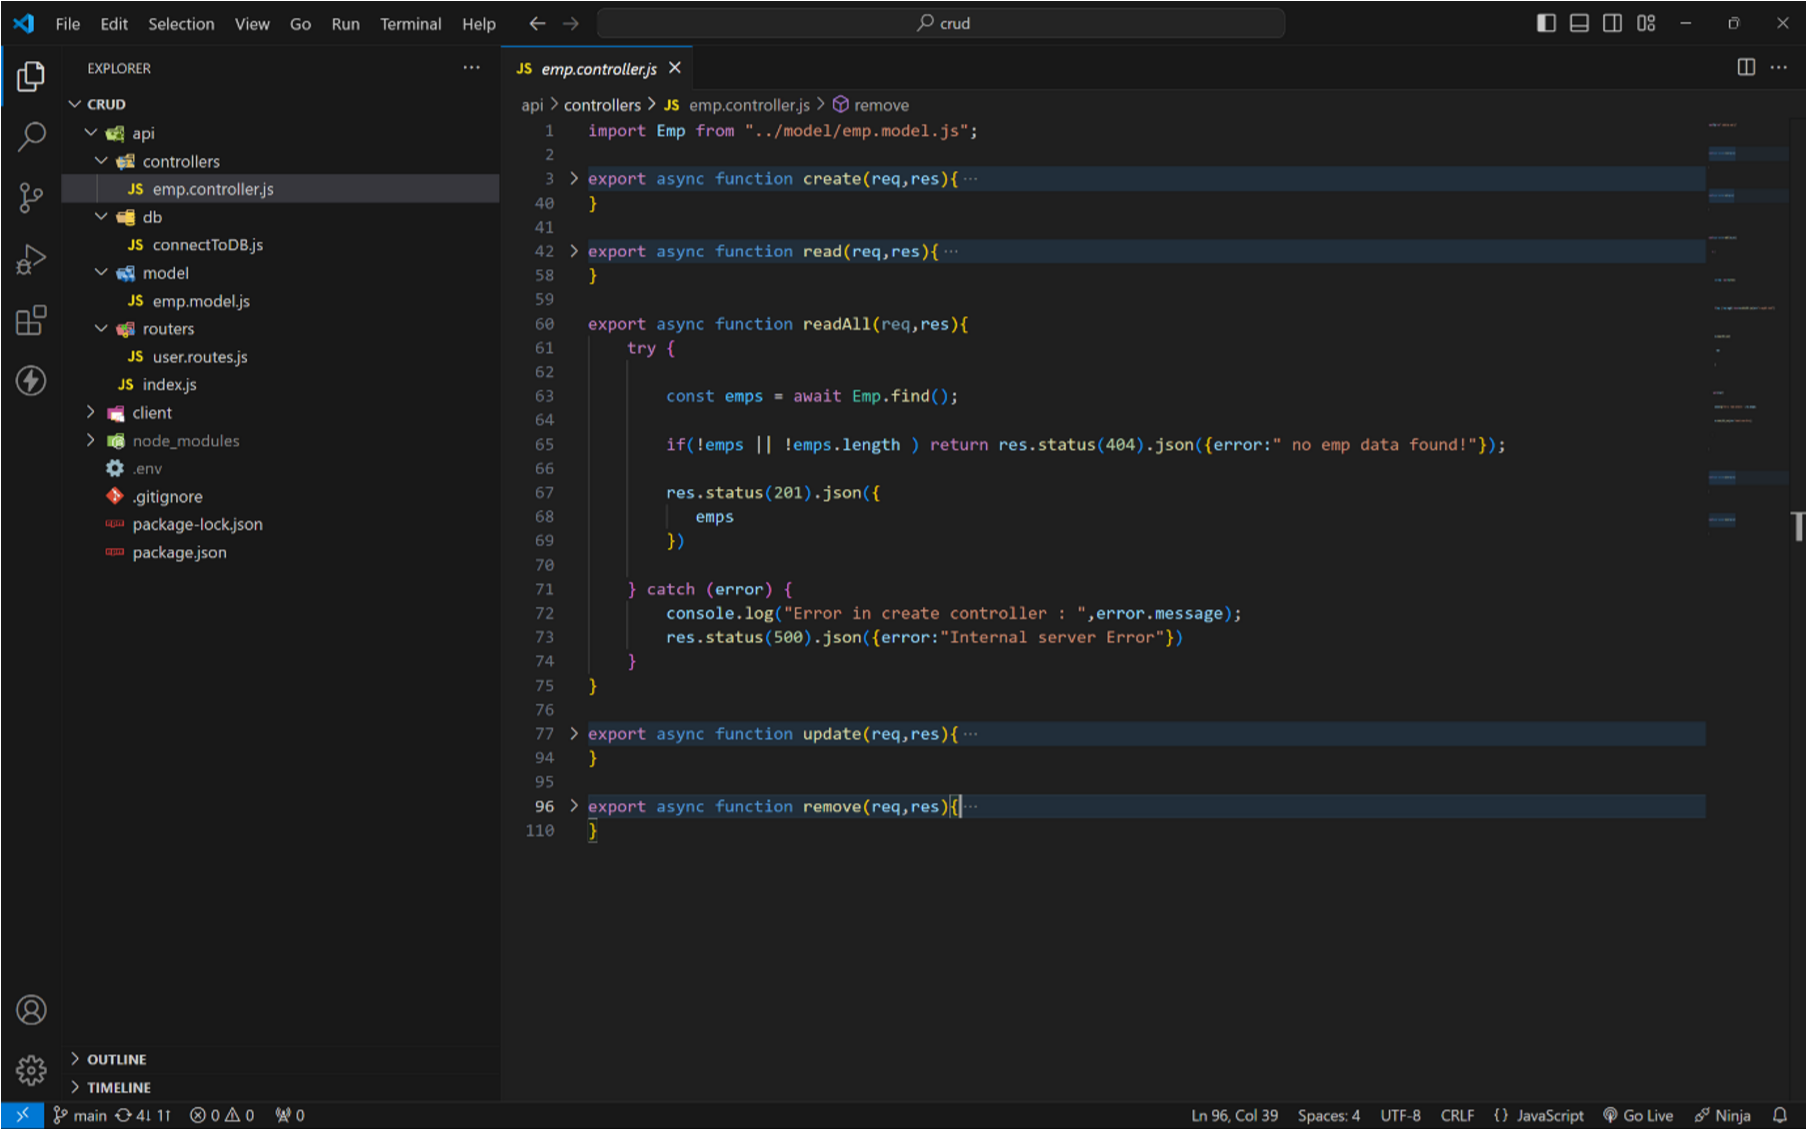 File Edit Selection View Go Run Terminal Help
crud
EXPLORER
CRUD
api
controllers
JS emp.controller.js
db
JS connectToDB.js
model
JS emp.model.js
routers
JS user.routes.js
JS index.js
client
node_modules
.env
.gitignore
package-lock.json
package.json
OUTLINE
TIMELINE
JS emp.controller.js
api > controllers > JS emp.controller.js > remove
1 import Emp from "../model/emp.model.js";
2
3 > export async function create(req,res){ ···
40 }
41
42 > export async function read(req,res){ ···
58 }
59
60 export async function readAll(req,res){
61 try {
62
63 const emps = await Emp.find();
64
65 if(!emps || !emps.length ) return res.status(404).json({error:" no emp data found!"});
66
67 res.status(201).json({
68 emps
69 })
70
71 } catch (error) {
72 console.log("Error in create controller : ",error.message);
73 res.status(500).json({error:"Internal server Error"})
74 }
75 }
76
77 > export async function update(req,res){ ···
94 }
95
96 > export async function remove(req,res){ ···
110 }
main 4↓ 1↑ 0 0 0
Ln 96, Col 39 Spaces: 4 UTF-8 CRLF {} JavaScript Go Live Ninja